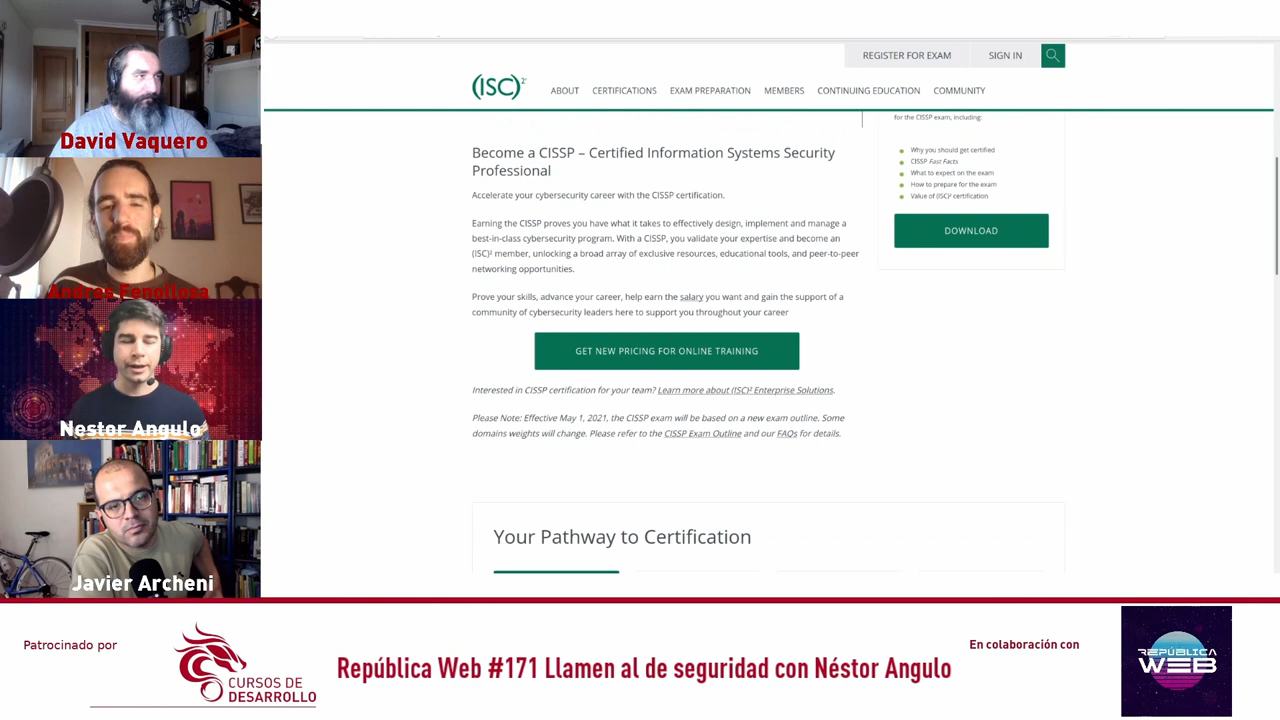 David Vaquero
Andres Fenollosa
Nestor Angulo
Javier Archeni
REGISTER FOR EXAM
SIGN IN
(ISC)²
ABOUT
CERTIFICATIONS
EXAM PREPARATION
MEMBERS
CONTINUING EDUCATION
COMMUNITY
Become a CISSP – Certified Information Systems Security
Professional
Accelerate your cybersecurity career with the CISSP certification.
Earning the CISSP proves you have what it takes to effectively design, implement and manage a
best-in-class cybersecurity program. With a CISSP, you validate your expertise and become an
(ISC)² member, unlocking a broad array of exclusive resources, educational tools, and peer-to-peer
networking opportunities.
Prove your skills, advance your career, help earn the salary you want and gain the support of a
community of cybersecurity leaders here to support you throughout your career
GET NEW PRICING FOR ONLINE TRAINING
Interested in CISSP certification for your team? Learn more about (ISC)² Enterprise Solutions.
Please Note: Effective May 1, 2021, the CISSP exam will be based on a new exam outline. Some
domains weights will change. Please refer to the CISSP Exam Outline and our FAQs for details.
for the CISSP exam, including:
Why you should get certified
CISSP Fast Facts
What to expect on the exam
How to prepare for the exam
Value of (ISC)² certification
DOWNLOAD
Your Pathway to Certification
Patrocinado por
CURSOS DE
DESARROLLO
República Web #171 Llamen al de seguridad con Néstor Angulo
En colaboración con
REPÚBLICA
WEB